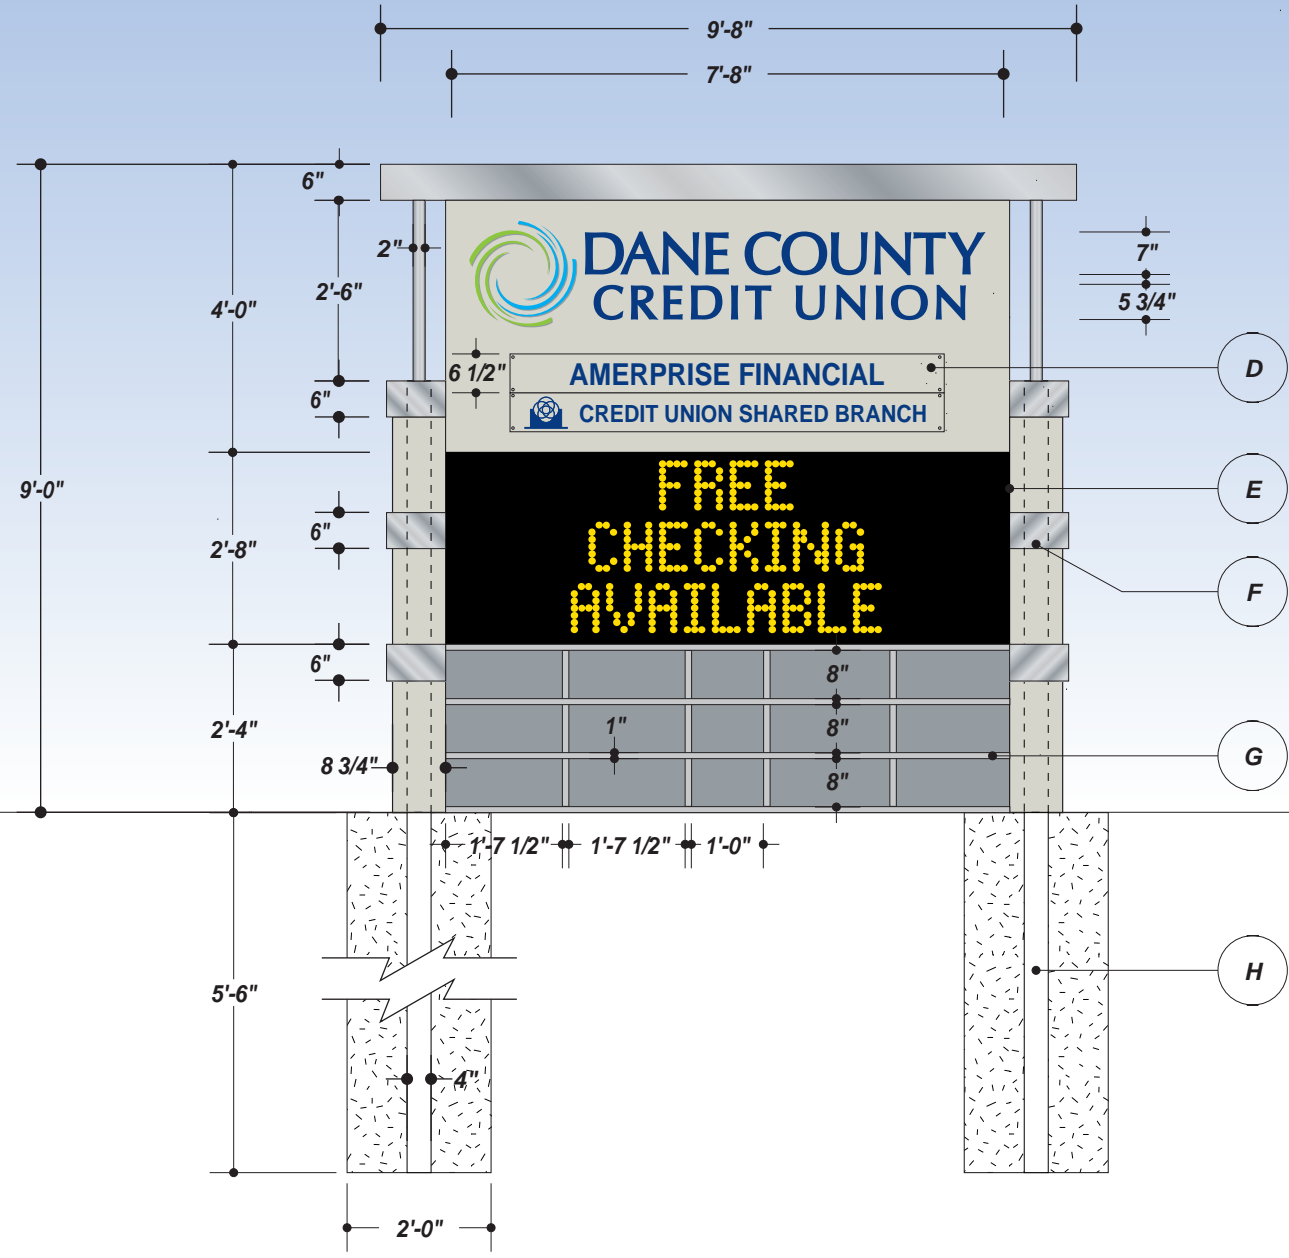 9'-8"
7'-8"
6"
2"
2'-6"
4'-0"
7"
5 3/4"
DANE COUNTY
CREDIT UNION
6 1/2"
AMERPRISE FINANCIAL
CREDIT UNION SHARED BRANCH
D
6"
9'-0"
FREE
CHECKING
AVAILABLE
E
6"
2'-8"
F
6"
2'-4"
8"
1"
8"
8 3/4"
8"
G
1'-7 1/2"
1'-7 1/2"
1'-0"
5'-6"
H
4"
2'-0"